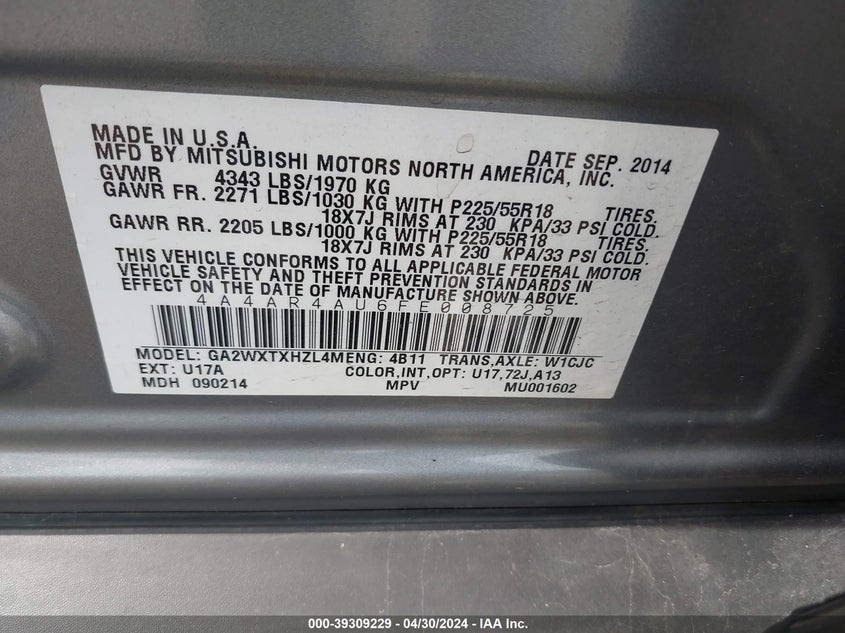 MADE IN U.S.A. DATE SEP. 2014
MFD BY MITSUBISHI MOTORS NORTH AMERICA, INC.
GVWR 4343 LBS/1970 KG
GAWR FR. 2271 LBS/1030 KG WITH P225/55R18 TIRES.
18X7J RIMS AT 230 KPA/33 PSI COLD.
GAWR RR. 2205 LBS/1000 KG WITH P225/55R18 TIRES.
18X7J RIMS AT 230 KPA/33 PSI COLD.
THIS VEHICLE CONFORMS TO ALL APPLICABLE FEDERAL MOTOR
VEHICLE SAFETY AND THEFT PREVENTION STANDARDS IN
EFFECT ON THE DATE OF MANUFACTURE SHOWN ABOVE.
4A4AR4AU6FE008725
MODEL: GA2WXTXHZL4MENG: 4B11 TRANS,AXLE: W1CJC
EXT: U17A COLOR,INT,OPT: U17,72J,A13
MDH 090214 MPV MU001602
000-39309229 - 04/30/2024 - IAA Inc.